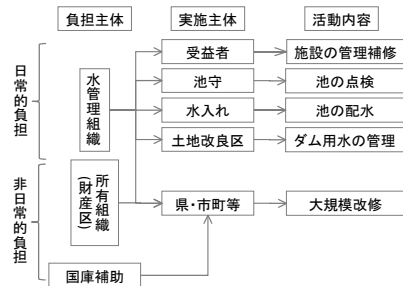 負担主体
実施主体
活動内容
日常的負担
水管理組織
受益者
施設の管理補修
池守
池の点検
水入れ
池の配水
土地改良区
ダム用水の管理
非日常的負担
所有組織
(財産区)
県・市町等
大規模改修
国庫補助